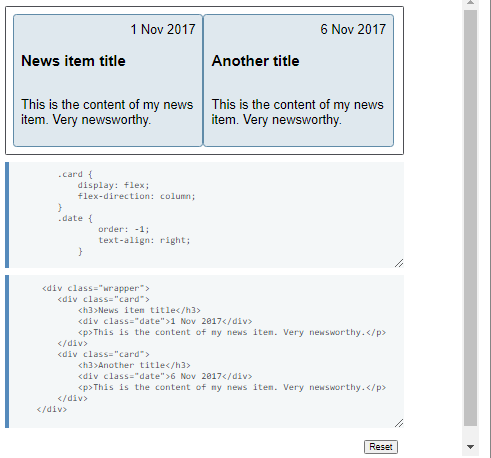 1 Nov 2017
News item title
This is the content of my news
item. Very newsworthy.
6 Nov 2017
Another title
This is the content of my news
item. Very newsworthy.
.card {
display: flex;
flex-direction: column;
}
.date {
order: -1;
text-align: right;
}
<div class="wrapper">
<div class="card">
<h3>News item title</h3>
<div class="date">1 Nov 2017</div>
<p>This is the content of my news item. Very newsworthy.</p>
</div>
<div class="card">
<h3>Another title</h3>
<div class="date">6 Nov 2017</div>
<p>This is the content of my news item. Very newsworthy.</p>
</div>
</div>
Reset